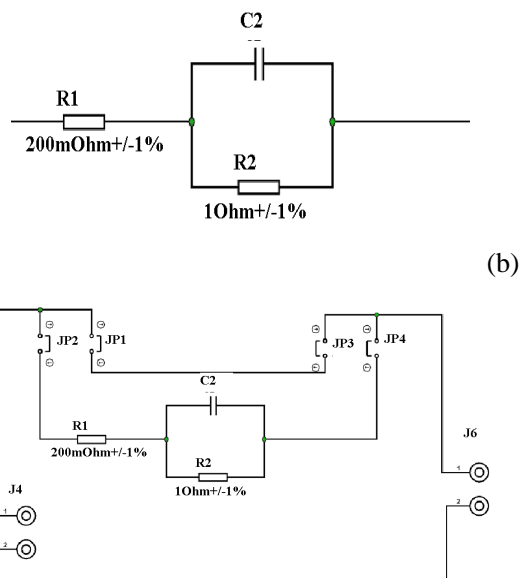 C2
R1
200mOhm+/-1%
R2
1Ohm+/-1%
(b)
JP2 JP1
JP3 JP4
C2
R1
200mOhm+/-1%
R2
1Ohm+/-1%
J6
1
2
J4
1
2